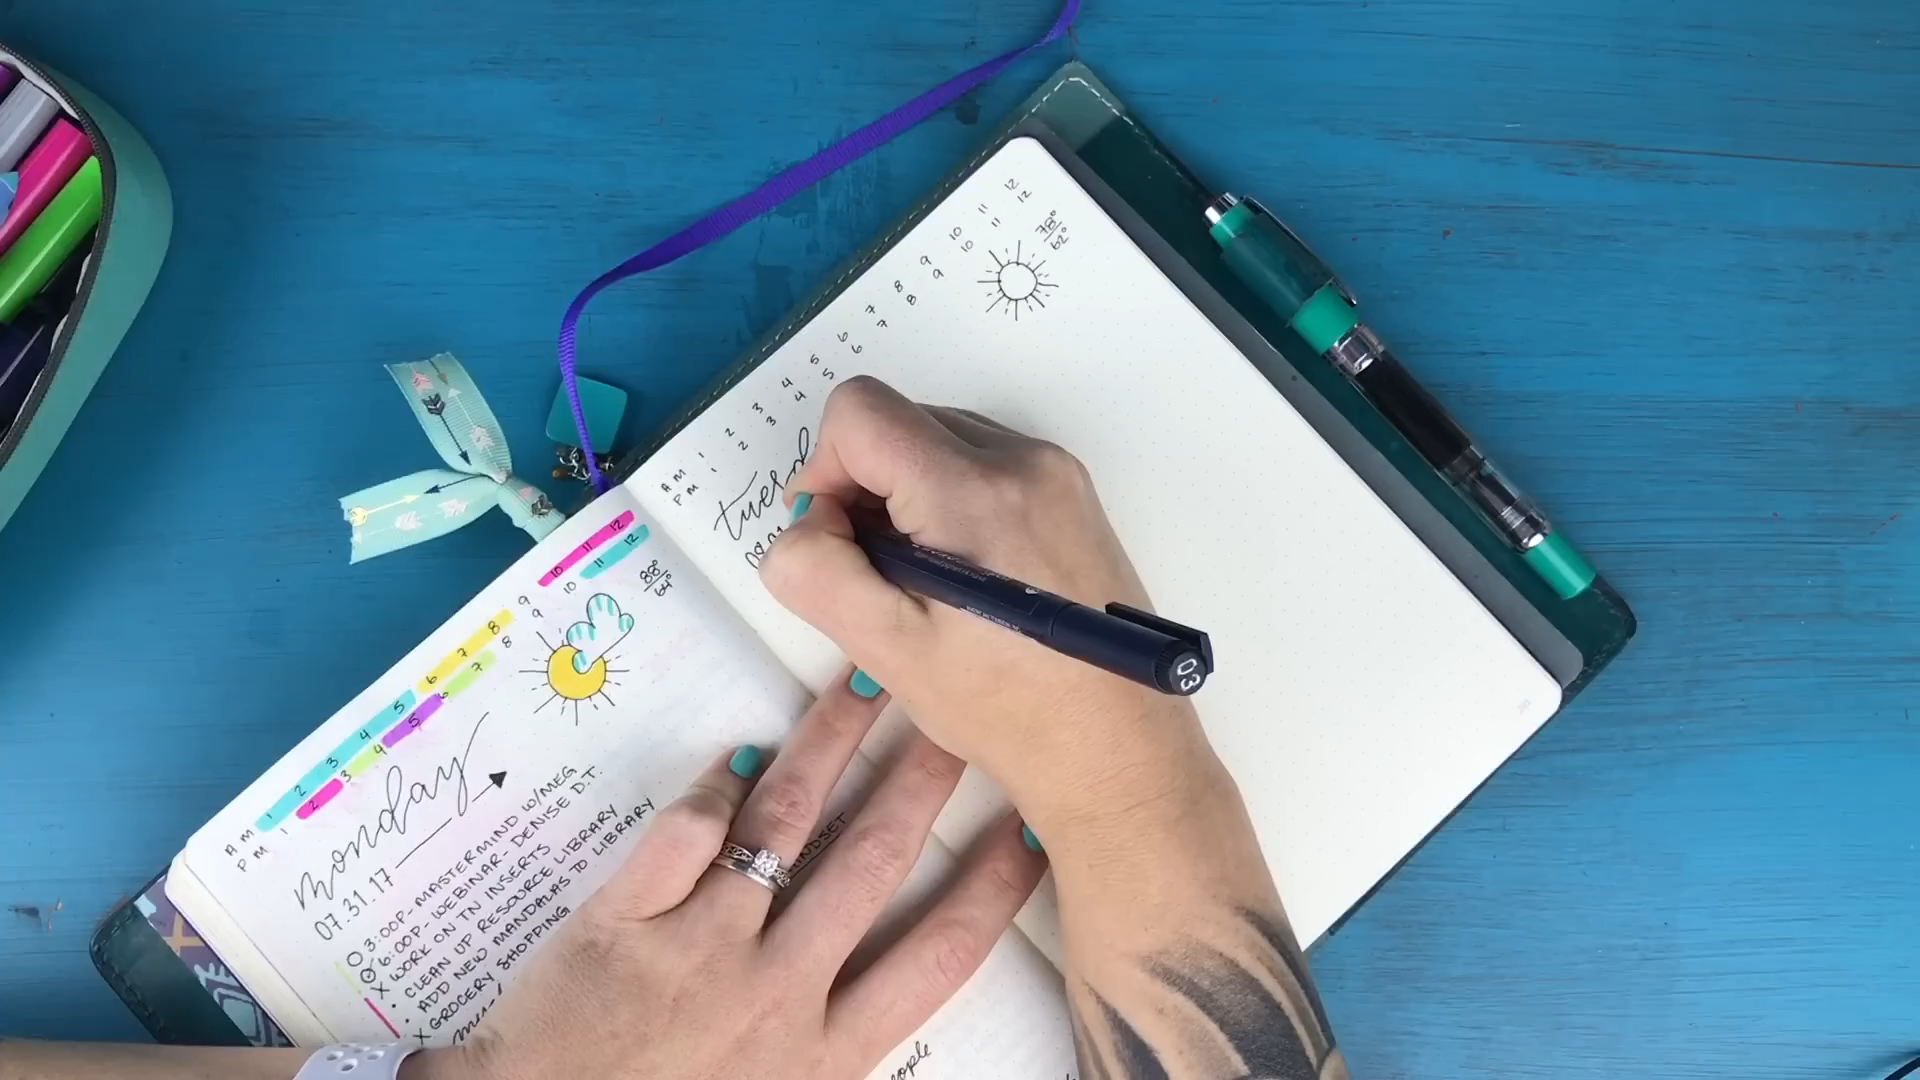 AM 1 2 3 4 5 6 7 8 9 10 11 12
PM 1 2 3 4 5 6 7 8 9 10 11 12
88°
64°
Monday
07.31.17
3:00P- MASTERMIND W/MEG
6:00P- WEBINAR- DENISE D.T.
X WORK ON TN INSERTS
• CLEAN UP RESOURCE LIBRARY
• ADD NEW MANDALAS TO LIBRARY
X GROCERY SHOPPING
AM 1 2 3 4 5 6 7 8 9 10 11 12
PM 1 2 3 4 5 6 7 8 9 10 11 12
78°
62°
Tuesd
08.01
03